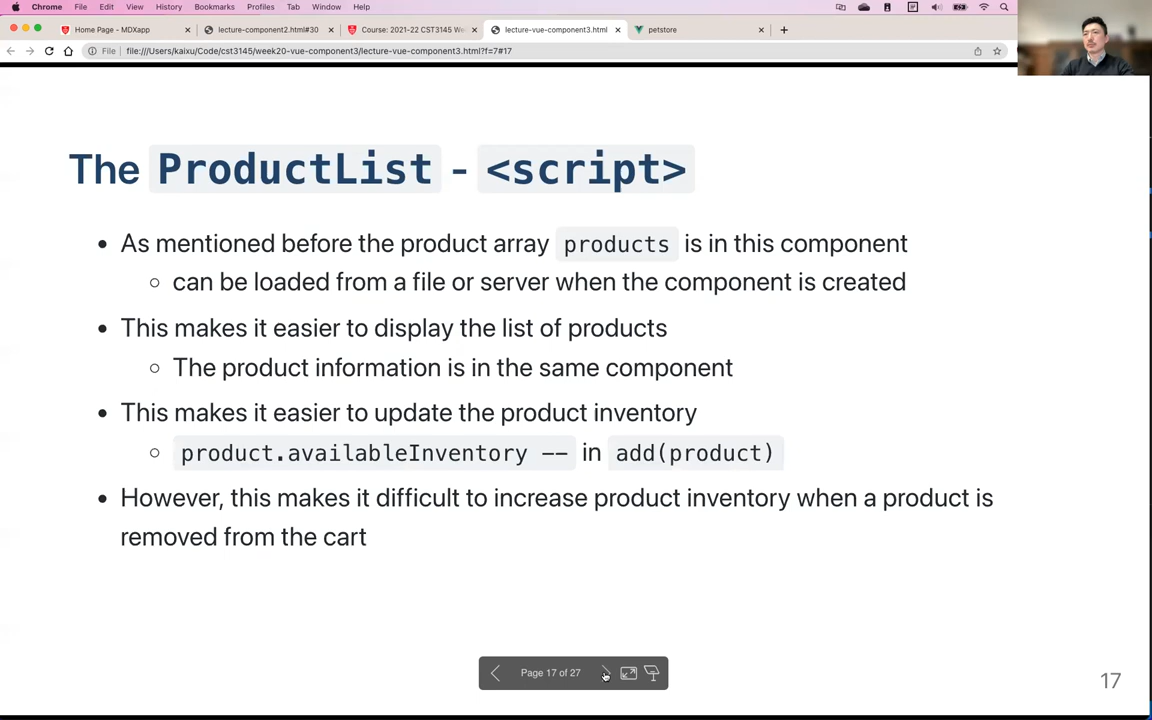 Chrome File Edit View History Bookmarks Profiles Tab Window Help
Home Page - MDXapp
lecture-vue-component2.html#30
Course: 2021-22 CST3145 We
lecture-vue-component3.html
petstore
File file:///Users/kaixu/Code/cst3145/week20-vue-component3/lecture-vue-component3.html?f=7#17
The ProductList - <script>
• As mentioned before the product array products is in this component
○ can be loaded from a file or server when the component is created
• This makes it easier to display the list of products
○ The product information is in the same component
• This makes it easier to update the product inventory
○ product.availableInventory -- in add(product)
• However, this makes it difficult to increase product inventory when a product is
removed from the cart
Page 17 of 27
17